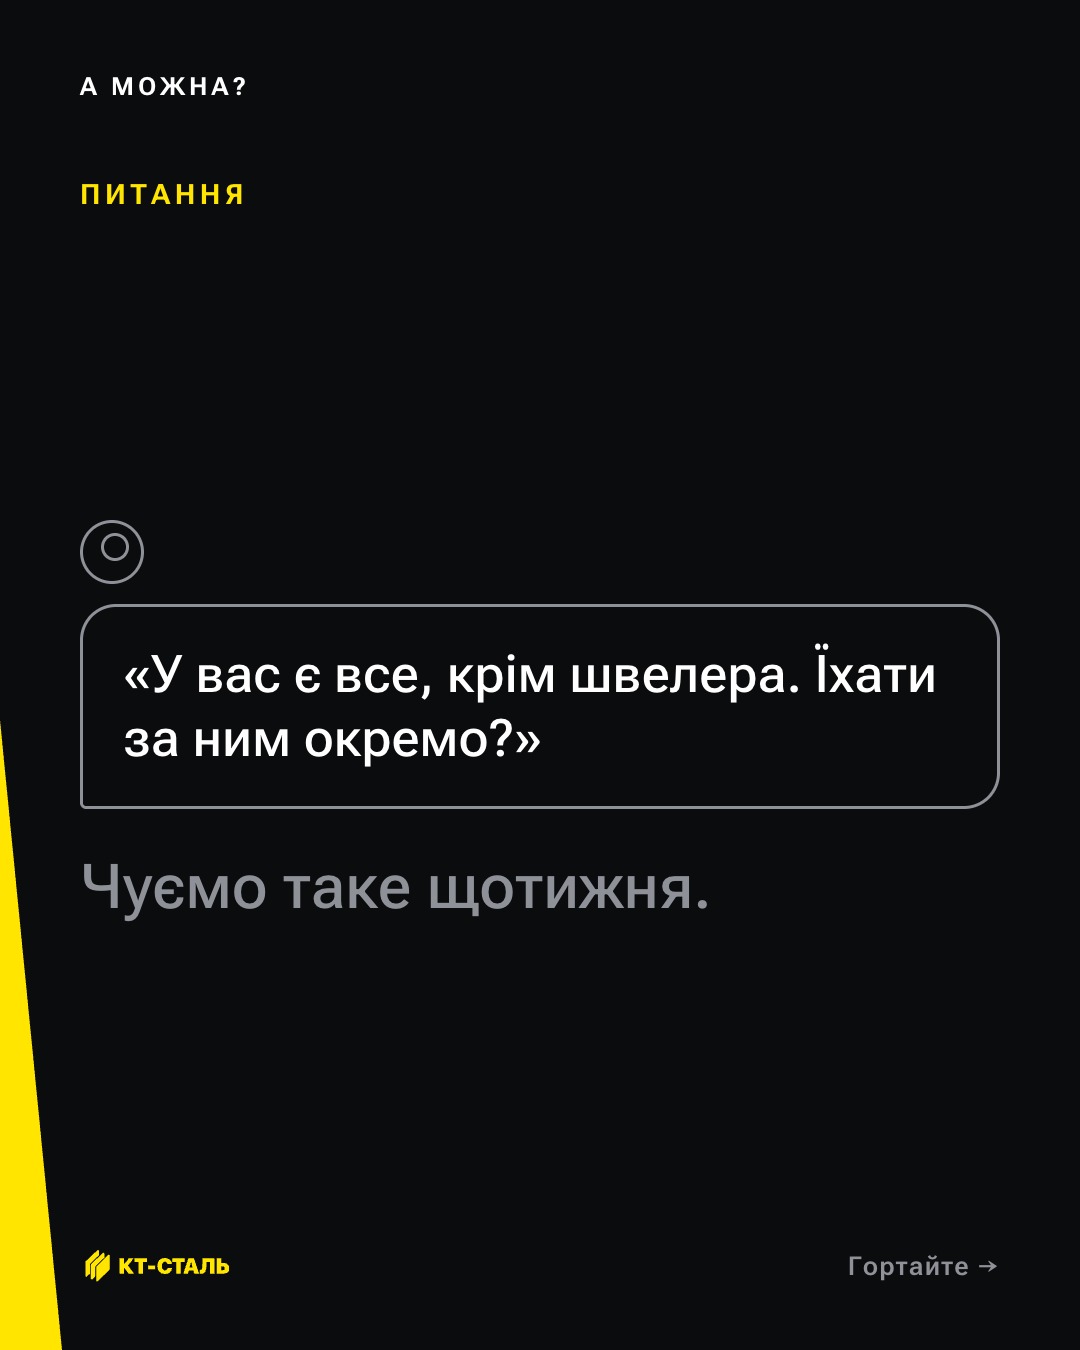 А МОЖНА?
ПИТАННЯ
«У вас є все, крім швелера. Їхати
за ним окремо?»
Чуємо таке щотижня.
КТ-СТАЛЬ
Гортайте →